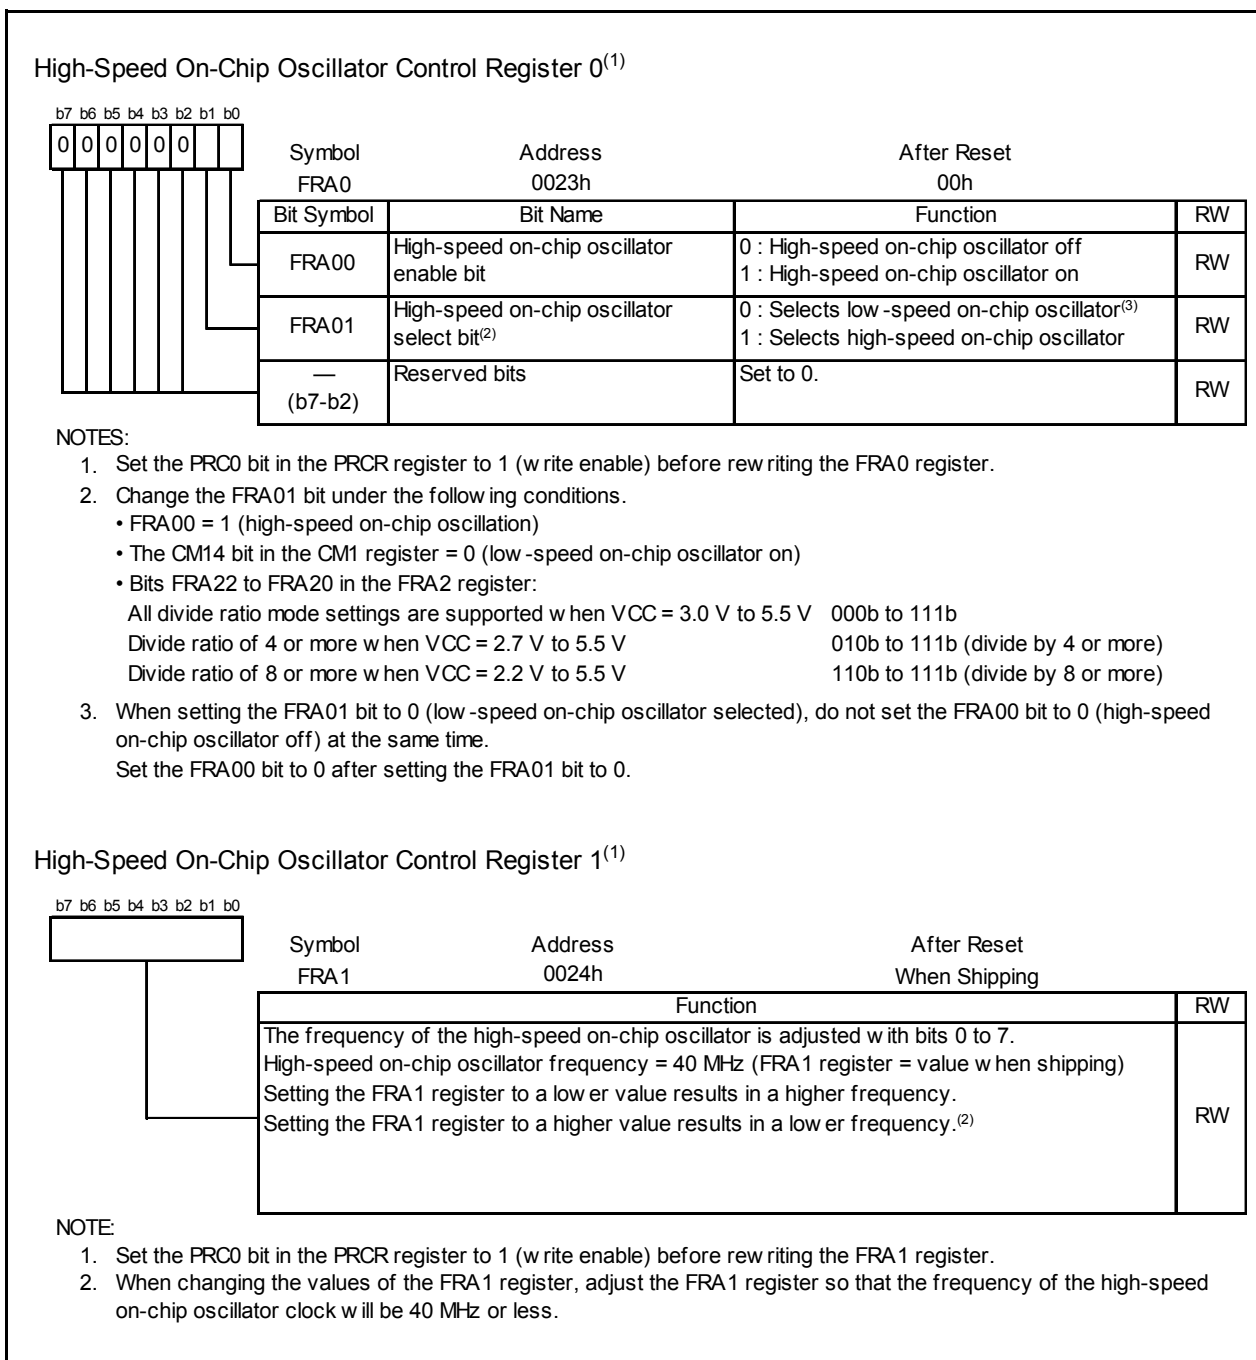 High-Speed On-Chip Oscillator Control Register 0(1)
b7 b6 b5 b4 b3 b2 b1 b0
0 0 0 0 0 0
Symbol Address After Reset
FRA0 0023h 00h
Bit Symbol Bit Name Function RW
FRA00 High-speed on-chip oscillator enable bit 0 : High-speed on-chip oscillator off
1 : High-speed on-chip oscillator on RW
FRA01 High-speed on-chip oscillator select bit(2) 0 : Selects low-speed on-chip oscillator(3)
1 : Selects high-speed on-chip oscillator RW
— (b7-b2) Reserved bits Set to 0. RW
NOTES:
1. Set the PRC0 bit in the PRCR register to 1 (write enable) before rewriting the FRA0 register.
2. Change the FRA01 bit under the following conditions.
• FRA00 = 1 (high-speed on-chip oscillation)
• The CM14 bit in the CM1 register = 0 (low-speed on-chip oscillator on)
• Bits FRA22 to FRA20 in the FRA2 register:
All divide ratio mode settings are supported when VCC = 3.0 V to 5.5 V 000b to 111b
Divide ratio of 4 or more when VCC = 2.7 V to 5.5 V 010b to 111b (divide by 4 or more)
Divide ratio of 8 or more when VCC = 2.2 V to 5.5 V 110b to 111b (divide by 8 or more)
3. When setting the FRA01 bit to 0 (low-speed on-chip oscillator selected), do not set the FRA00 bit to 0 (high-speed
on-chip oscillator off) at the same time.
Set the FRA00 bit to 0 after setting the FRA01 bit to 0.
High-Speed On-Chip Oscillator Control Register 1(1)
b7 b6 b5 b4 b3 b2 b1 b0
Symbol Address After Reset
FRA1 0024h When Shipping
Function RW
The frequency of the high-speed on-chip oscillator is adjusted with bits 0 to 7.
High-speed on-chip oscillator frequency = 40 MHz (FRA1 register = value when shipping)
Setting the FRA1 register to a lower value results in a higher frequency.
Setting the FRA1 register to a higher value results in a lower frequency.(2)
RW
NOTE:
1. Set the PRC0 bit in the PRCR register to 1 (write enable) before rewriting the FRA1 register.
2. When changing the values of the FRA1 register, adjust the FRA1 register so that the frequency of the high-speed
on-chip oscillator clock will be 40 MHz or less.